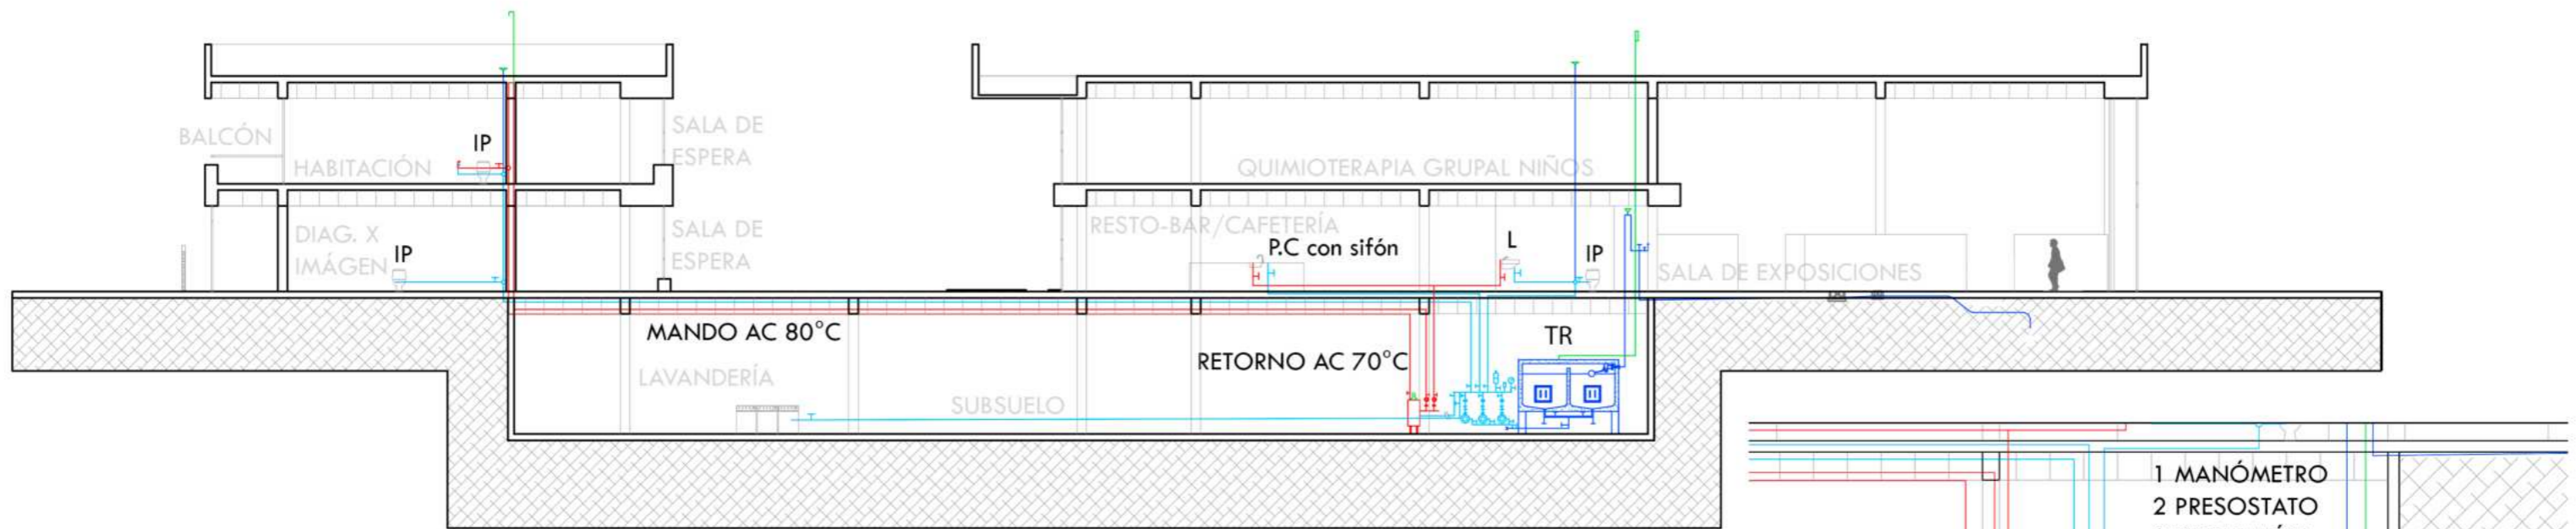 BALCÓN
IP
SALA DE
ESPERA
HABITACIÓN
QUIMIOTERAPIA GRUPAL NIÑOS
DIAG. X
IMÁGEN
IP
SALA DE
ESPERA
RESTO-BAR/CAFETERÍA
P.C con sifón
L
IP
SALA DE EXPOSICIONES
MANDO AC 80°C
RETORNO AC 70°C
TR
LAVANDERÍA
SUBSUELO
1 MANÓMETRO
2 PRESOSTATO